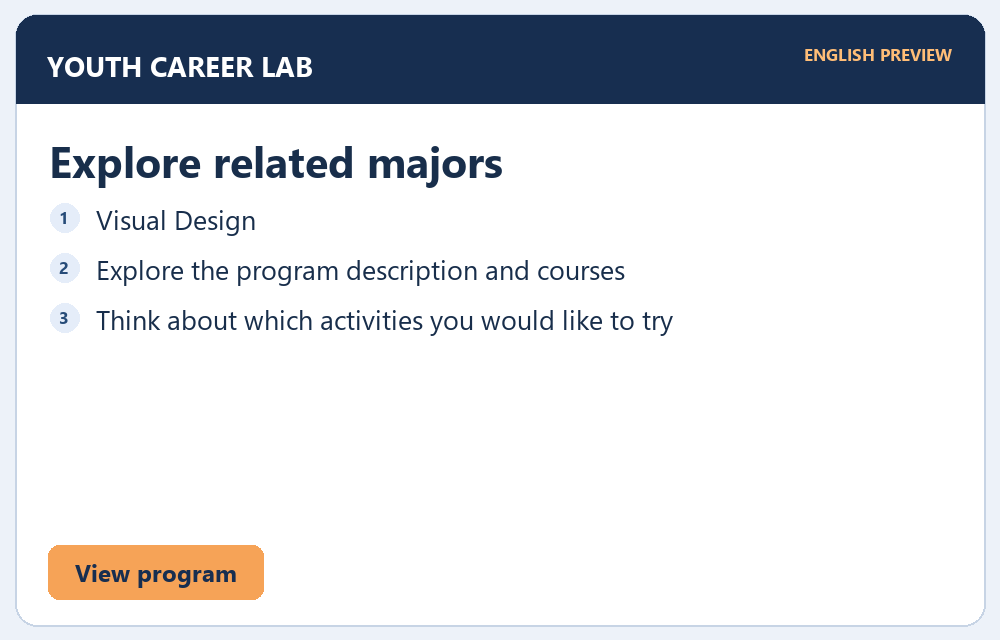 YOUTH CAREER LAB
ENGLISH PREVIEW
Explore related majors
1 Visual Design
2 Explore the program description and courses
3 Think about which activities you would like to try
View program